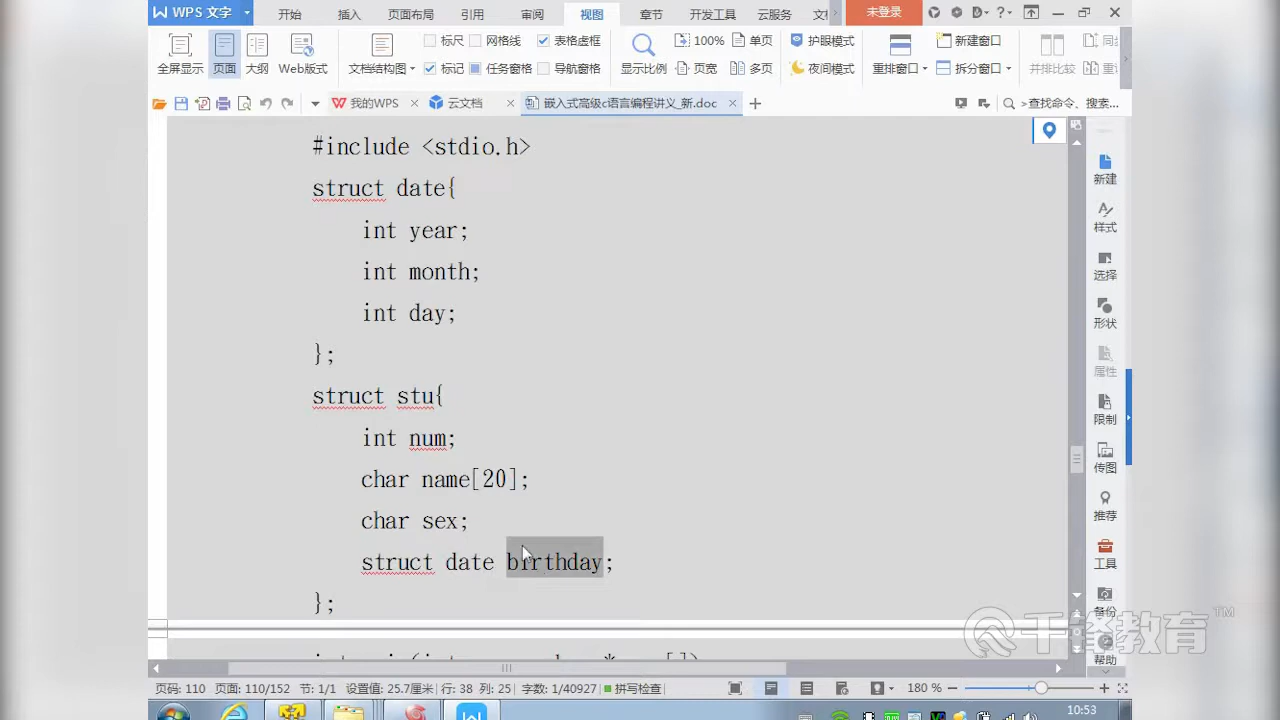 WPS 文字
开始
插入
页面布局
引用
审阅
视图
章节
开发工具
云服务
未登录
标尺
网格线
表格虚框
100%
单页
护眼模式
新建窗口
全屏显示
页面
大纲
Web版式
文档结构图
标记
任务窗格
导航窗格
显示比例
页宽
多页
夜间模式
重排窗口
拆分窗口
并排比较
我的WPS
云文档
嵌入式高级c语言编程讲义_新.doc
>查找命令、搜索...
#include <stdio.h>
struct date{
int year;
int month;
int day;
};
struct stu{
int num;
char name[20];
char sex;
struct date birthday;
};
新建
样式
选择
形状
属性
限制
传图
推荐
工具
备份
帮助
千锋教育 TM
页码: 110
页面: 110/152
节: 1/1
设置值: 25.7厘米
行: 38
列: 25
字数: 1/40927
拼写检查
180 %
10:53